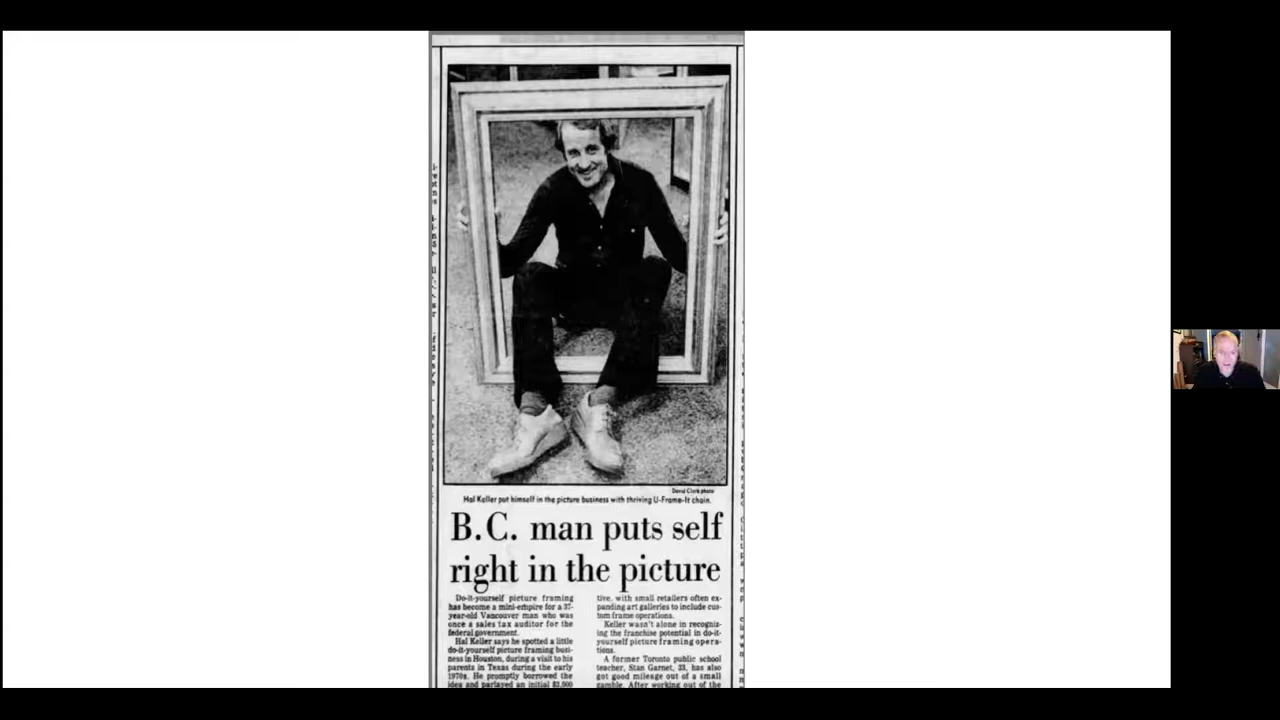 David Clark photo
Hal Keller put himself in the picture business with thriving U-Frame-It chain.
B.C. man puts self
right in the picture
Do-it-yourself picture framing
has become a mini-empire for a 37-
year-old Vancouver man who was
once a sales tax auditor for the
federal government.
Hal Keller says he spotted a little
do-it-yourself picture framing busi-
ness in Houston, during a visit to his
parents in Texas during the early
1970s. He promptly borrowed the
idea and parlayed an initial $3,000
tive, with small retailers often ex-
panding art galleries to include cus-
tom frame operations.
Keller wasn't alone in recogniz-
ing the franchise potential in do-it-
yourself picture framing opera-
tions.
A former Toronto public school
teacher, Stan Garnet, 33, has also
got good mileage out of a small
gamble. After working out of the